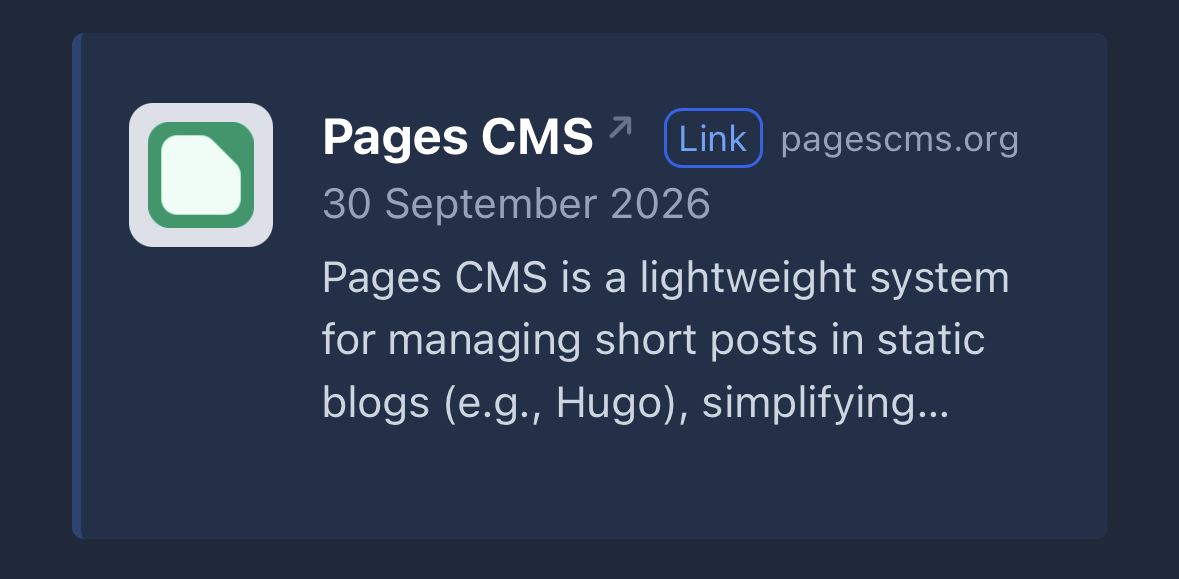 Pages CMS ↗ Link pagescms.org
30 September 2026
Pages CMS is a lightweight system
for managing short posts in static
blogs (e.g., Hugo), simplifying...